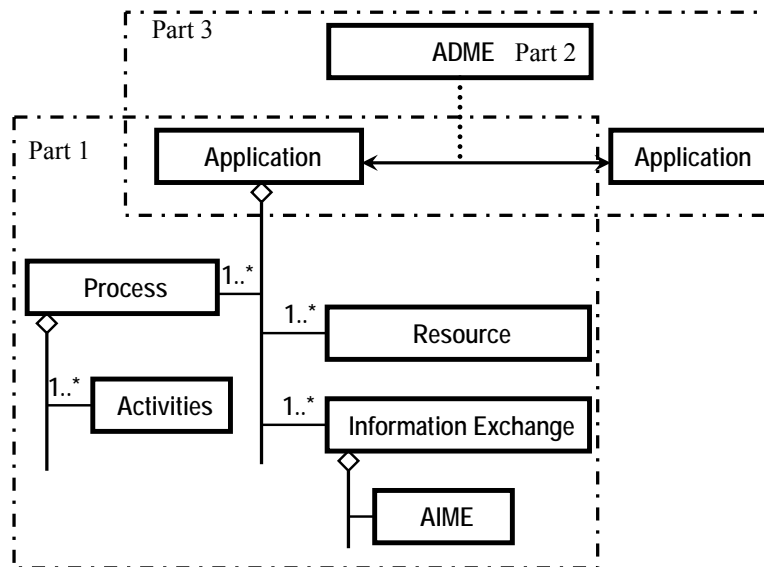 Part 3
ADME Part 2
Part 1
Application
Application
1..*
Process
1..*
Resource
1..*
Activities
1..*
Information Exchange
AIME